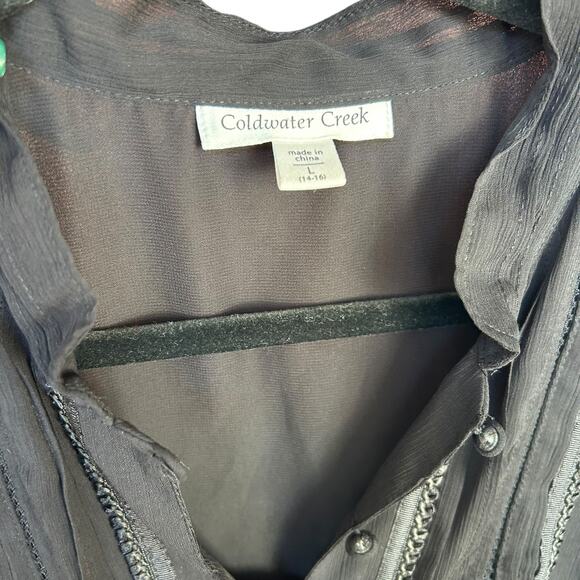 Coldwater Creek
made in
china
L
(14-16)